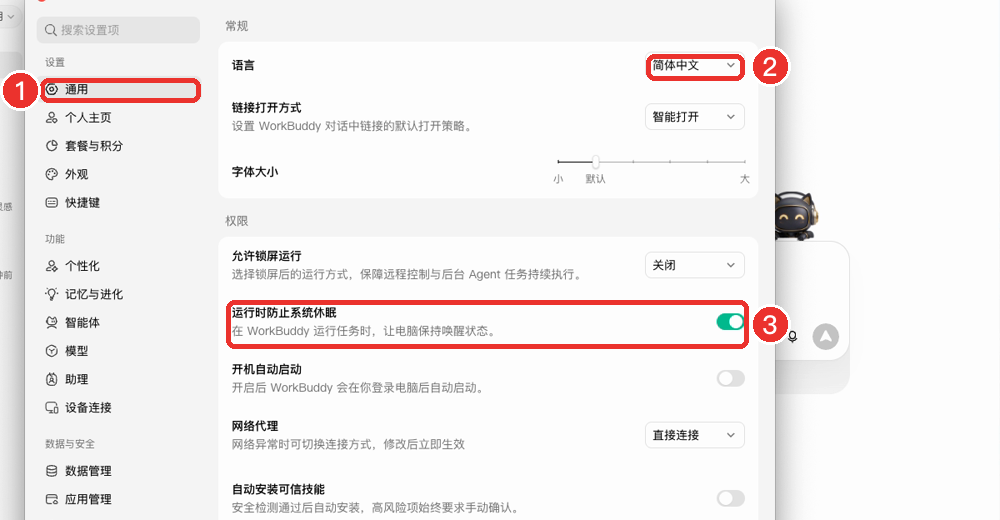 搜索设置项
设置
1
通用
个人主页
套餐与积分
外观
快捷键
功能
个性化
记忆与进化
智能体
模型
助理
设备连接
数据与安全
数据管理
应用管理
常规
语言
简体中文
2
链接打开方式
设置 WorkBuddy 对话中链接的默认打开策略。
智能打开
字体大小
小
默认
大
权限
允许锁屏运行
选择锁屏后的运行方式，保障远程控制与后台 Agent 任务持续执行。
关闭
运行时防止系统休眠
在 WorkBuddy 运行任务时，让电脑保持唤醒状态。
3
开机自动启动
开启后 WorkBuddy 会在你登录电脑后自动启动。
网络代理
网络异常时可切换连接方式，修改后立即生效
直接连接
自动安装可信技能
安全检测通过后自动安装，高风险项始终要求手动确认。